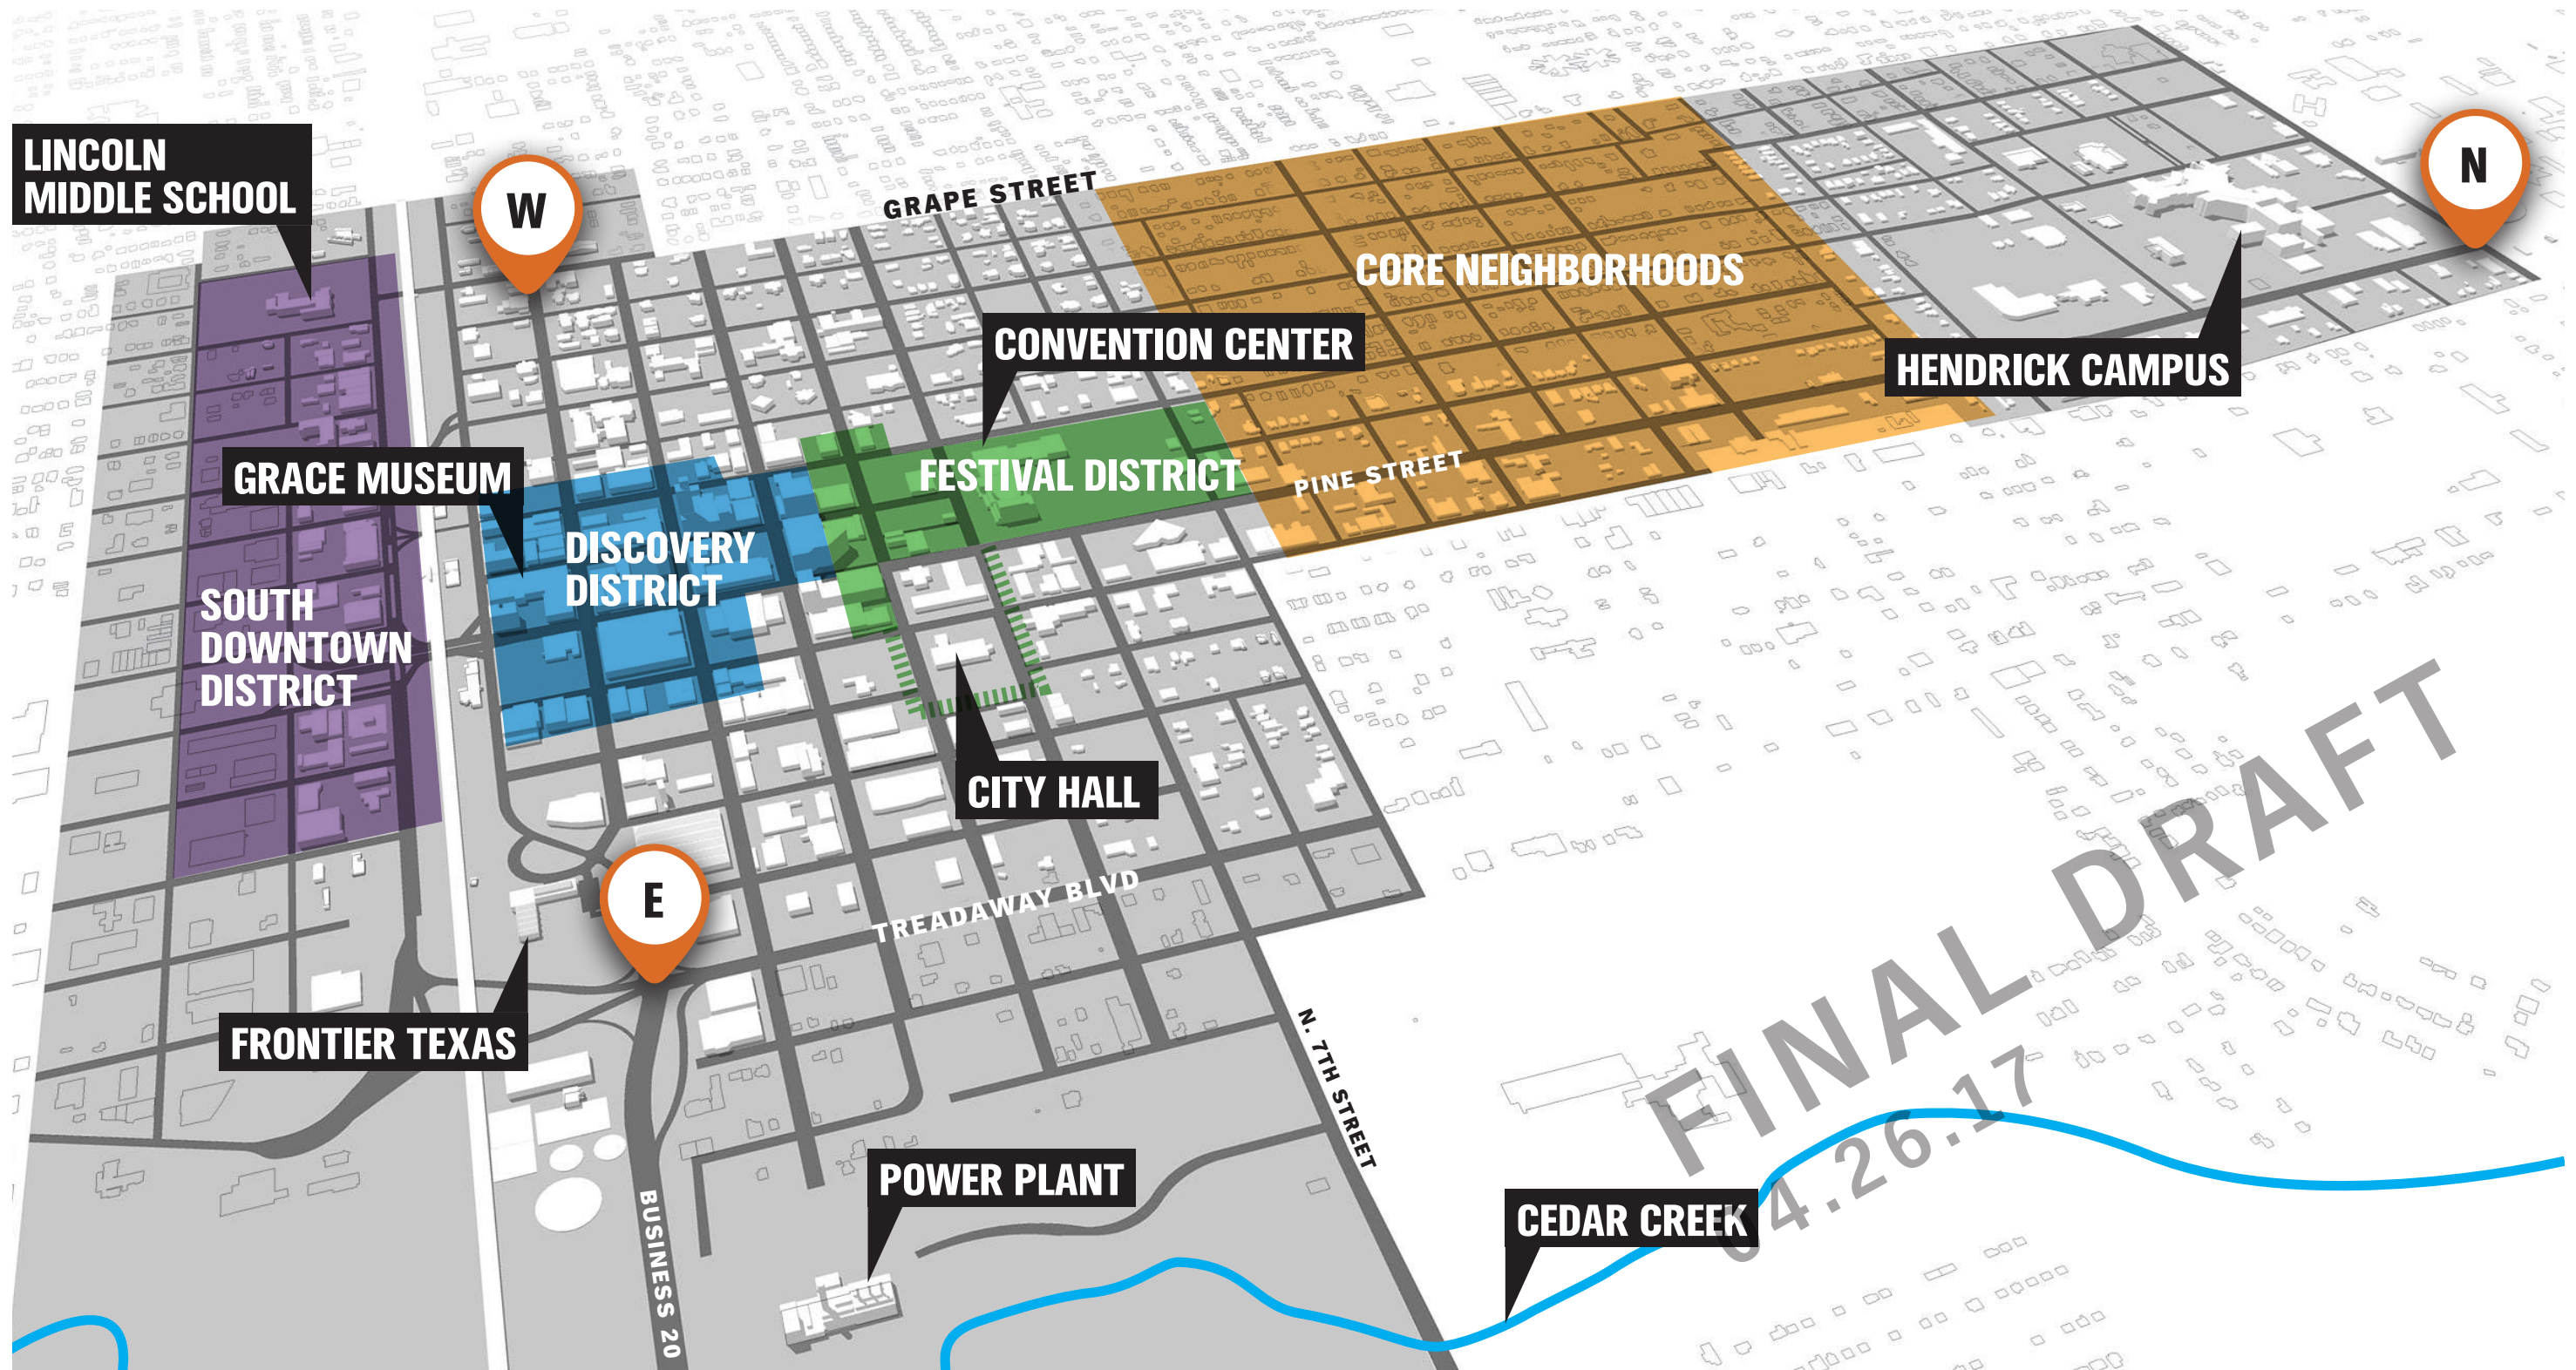 LINCOLN
MIDDLE SCHOOL
W
GRAPE STREET
N
CORE NEIGHBORHOODS
CONVENTION CENTER
HENDRICK CAMPUS
GRACE MUSEUM
FESTIVAL DISTRICT
PINE STREET
DISCOVERY
DISTRICT
SOUTH
DOWNTOWN
DISTRICT
CITY HALL
E
TREADAWAY BLVD
FRONTIER TEXAS
N. 7TH STREET
POWER PLANT
BUSINESS 20
CEDAR CREEK
FINAL DRAFT
04.26.17